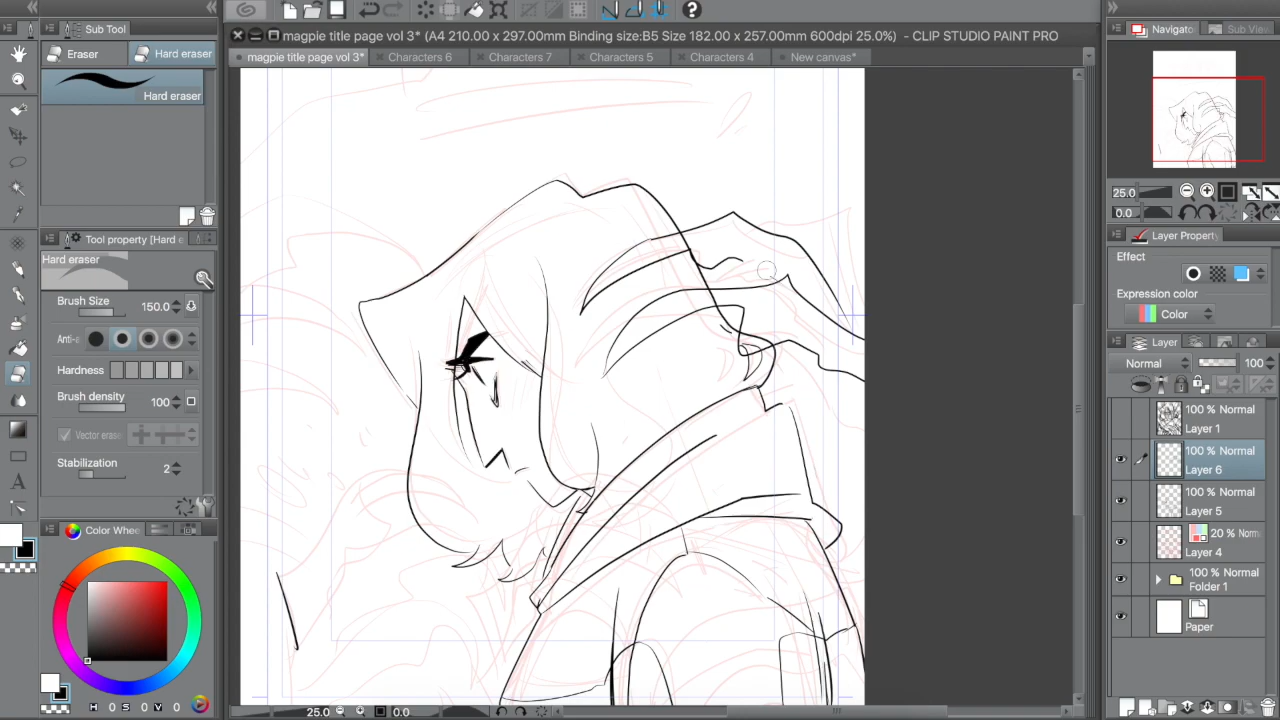 magpie title page vol 3* (A4 210.00 x 297.00mm Binding size:B5 Size 182.00 x 257.00mm 600dpi 25.0%) - CLIP STUDIO PAINT PRO
magpie title page vol 3*
Characters 6
Characters 7
Characters 5
Characters 4
New canvas*
Sub Tool
Eraser
Hard eraser
Hard eraser
Tool property [Hard e
Hard eraser
Brush Size
150.0
Anti-a
Hardness
Brush density
100
Vector erase
Stabilization
2
Color Whee
H 0 S 0 V 0
25.0
0.0
Navigato
Sub View
25.0
0.0
Layer Property
Effect
Expression color
Color
Layer
Normal
100
100 % Normal
Layer 1
100 % Normal
Layer 6
100 % Normal
Layer 5
20 % Norm
Layer 4
100 % Normal
Folder 1
Paper